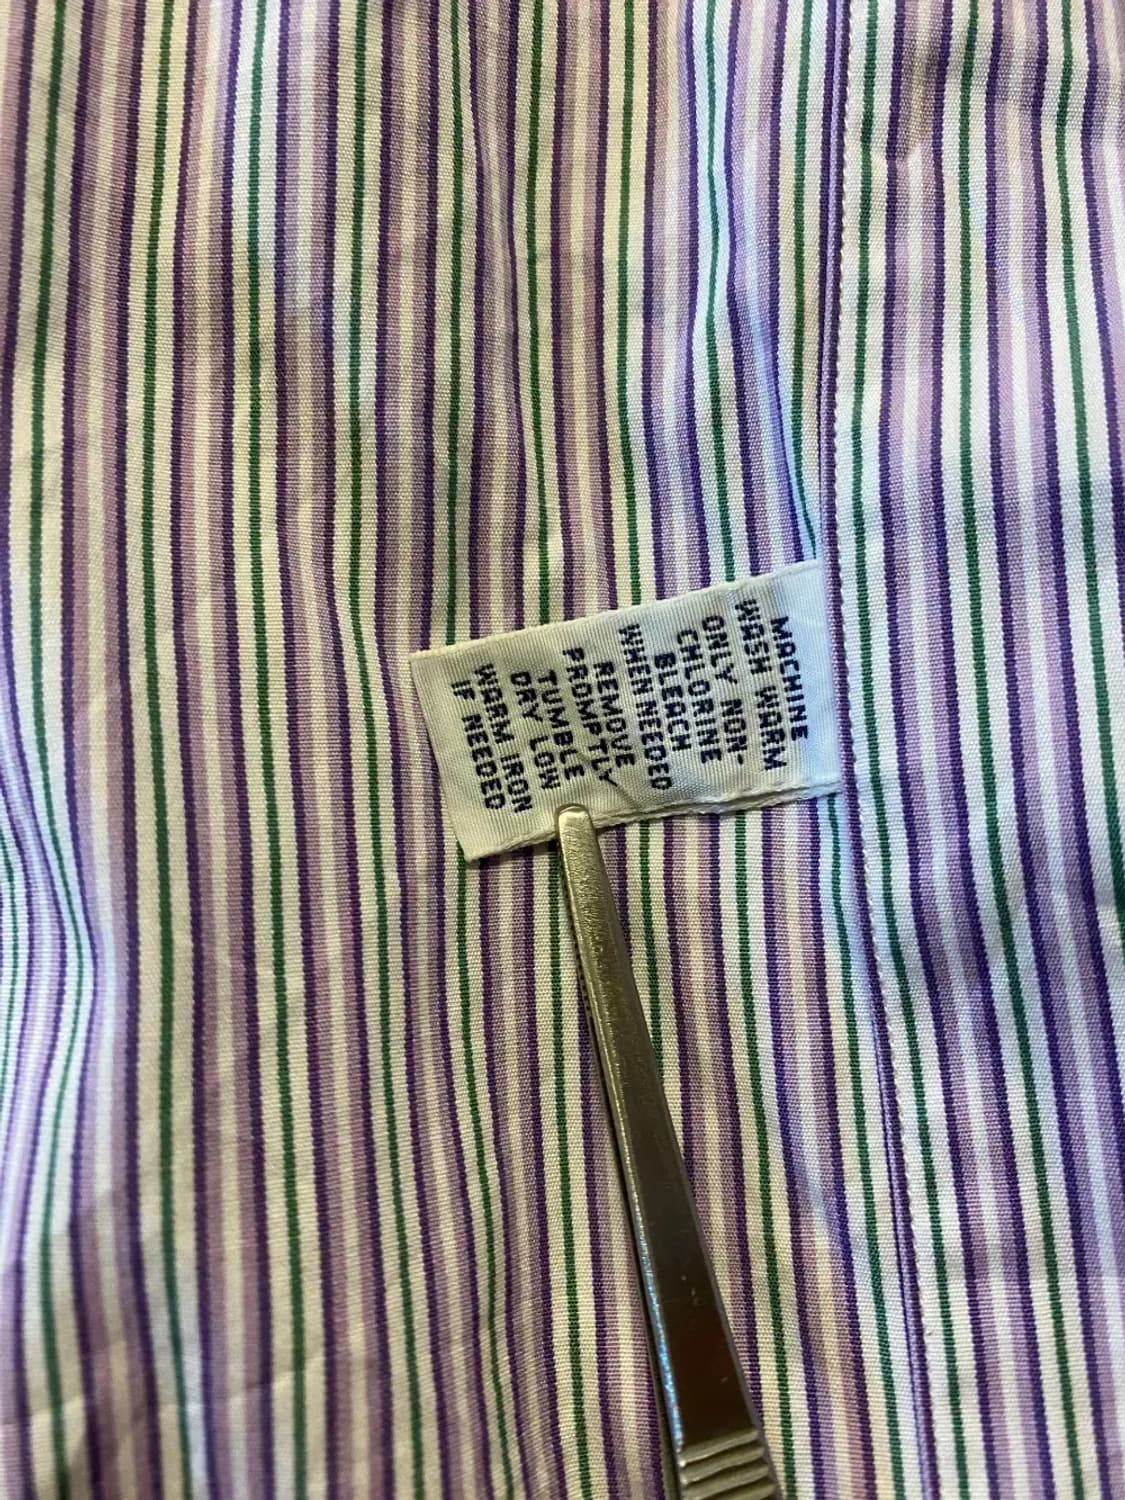 MACHINE
WASH WARM
ONLY NON-
CHLORINE
BLEACH
WHEN NEEDED
REMOVE
PROMPTLY
TUMBLE
DRY LOW
WARM IRON
IF NEEDED